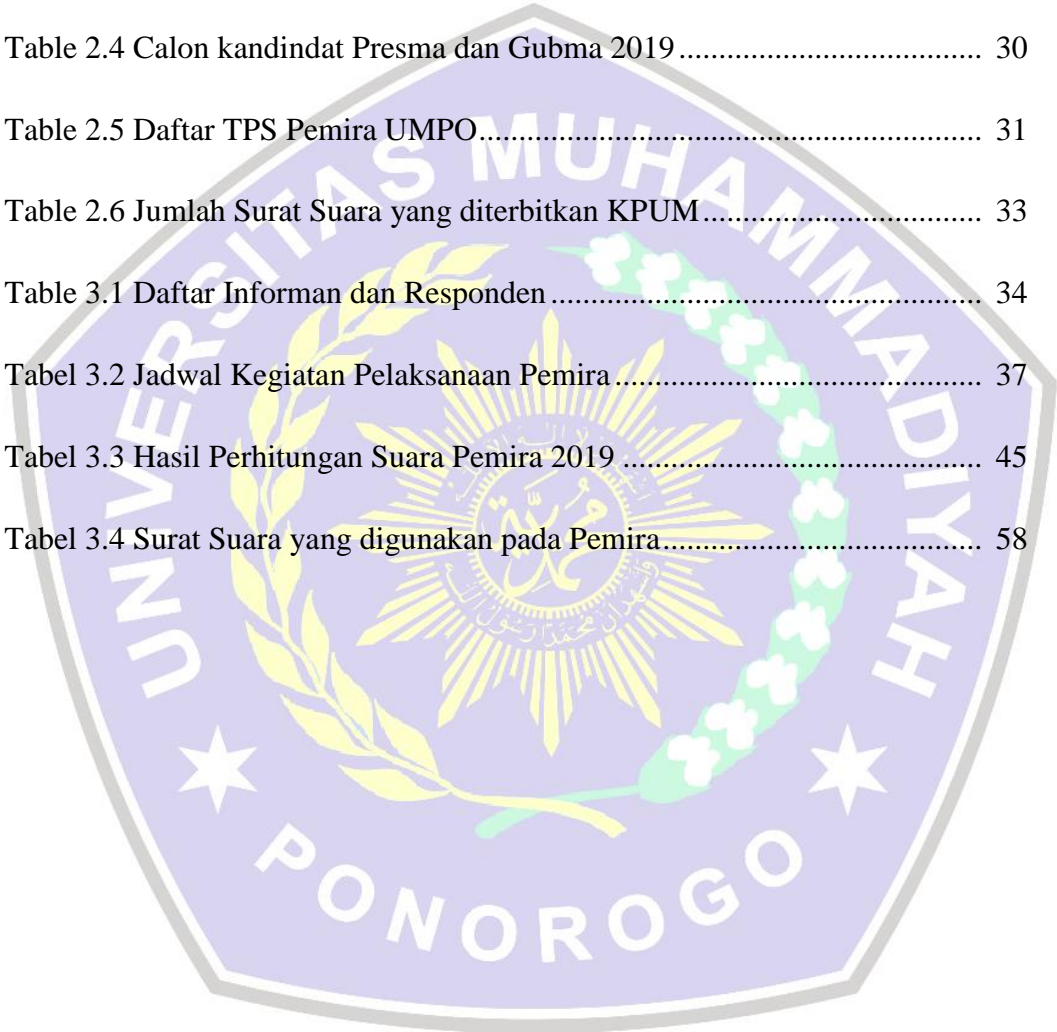 Table 2.4 Calon kandindat Presma dan Gubma 2019...................................... 30
Table 2.5 Daftar TPS Pemira UMPO............................................................... 31
Table 2.6 Jumlah Surat Suara yang diterbitkan KPUM................................... 33
Table 3.1 Daftar Informan dan Responden...................................................... 34
Tabel 3.2 Jadwal Kegiatan Pelaksanaan Pemira.............................................. 37
Tabel 3.3 Hasil Perhitungan Suara Pemira 2019 ............................................. 45
Tabel 3.4 Surat Suara yang digunakan pada Pemira........................................ 58
UNIVERSITAS MUHAMMADIYAH
PONOROGO
محمدية